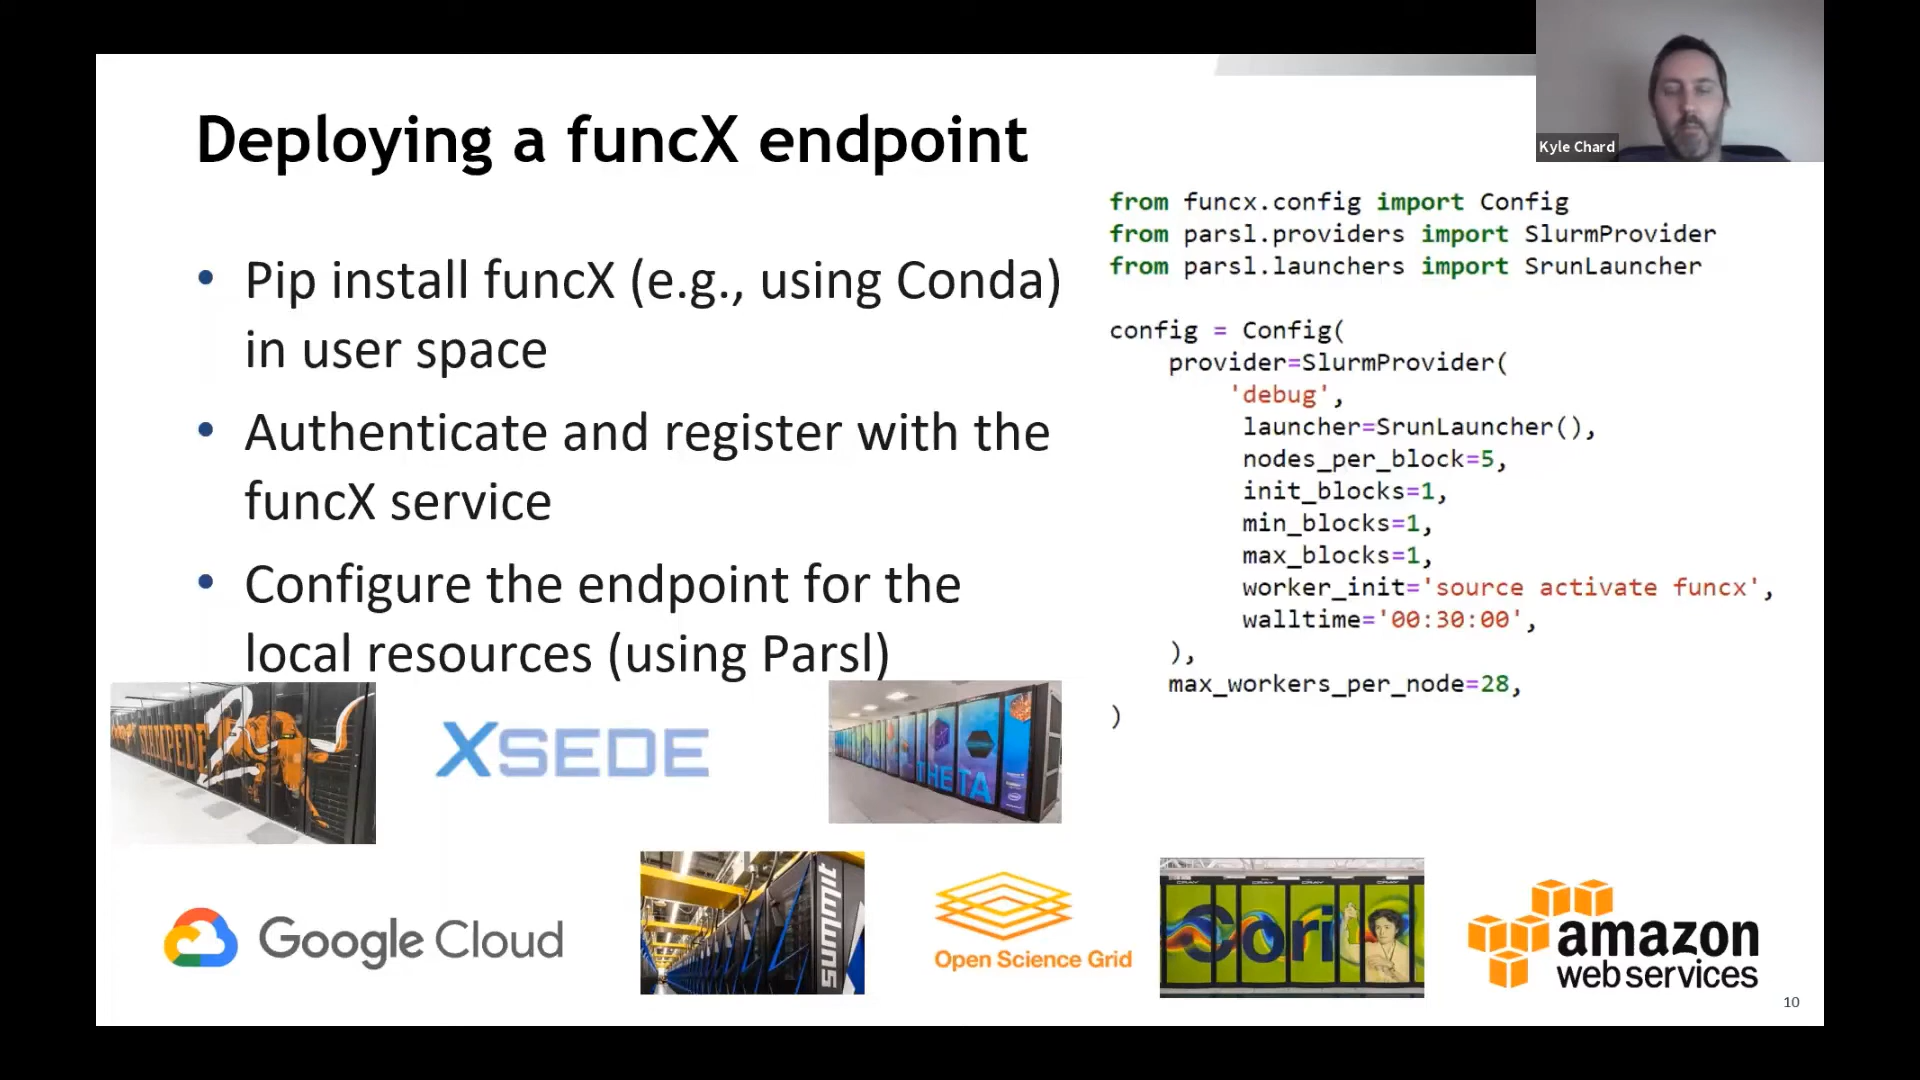 Kyle Chard
Deploying a funcX endpoint
• Pip install funcX (e.g., using Conda)
in user space
• Authenticate and register with the
funcX service
• Configure the endpoint for the
local resources (using Parsl)
from funcx.config import Config
from parsl.providers import SlurmProvider
from parsl.launchers import SrunLauncher
config = Config(
provider=SlurmProvider(
'debug',
launcher=SrunLauncher(),
nodes_per_block=5,
init_blocks=1,
min_blocks=1,
max_blocks=1,
worker_init='source activate funcx',
walltime='00:30:00',
),
max_workers_per_node=28,
)
XSEDE
THETA
Google Cloud
summit
Open Science Grid
Cori
amazon
web services
10